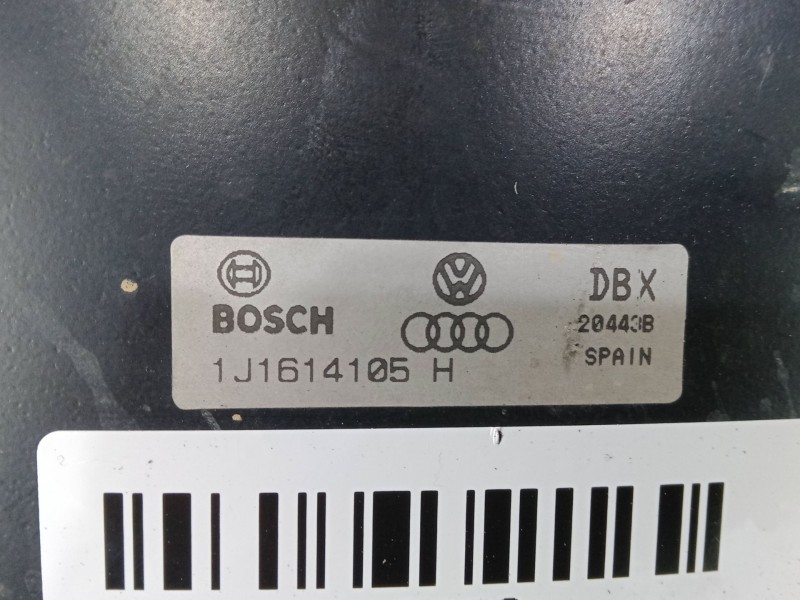 BOSCH
DBX
20443B
1J1614105 H
SPAIN